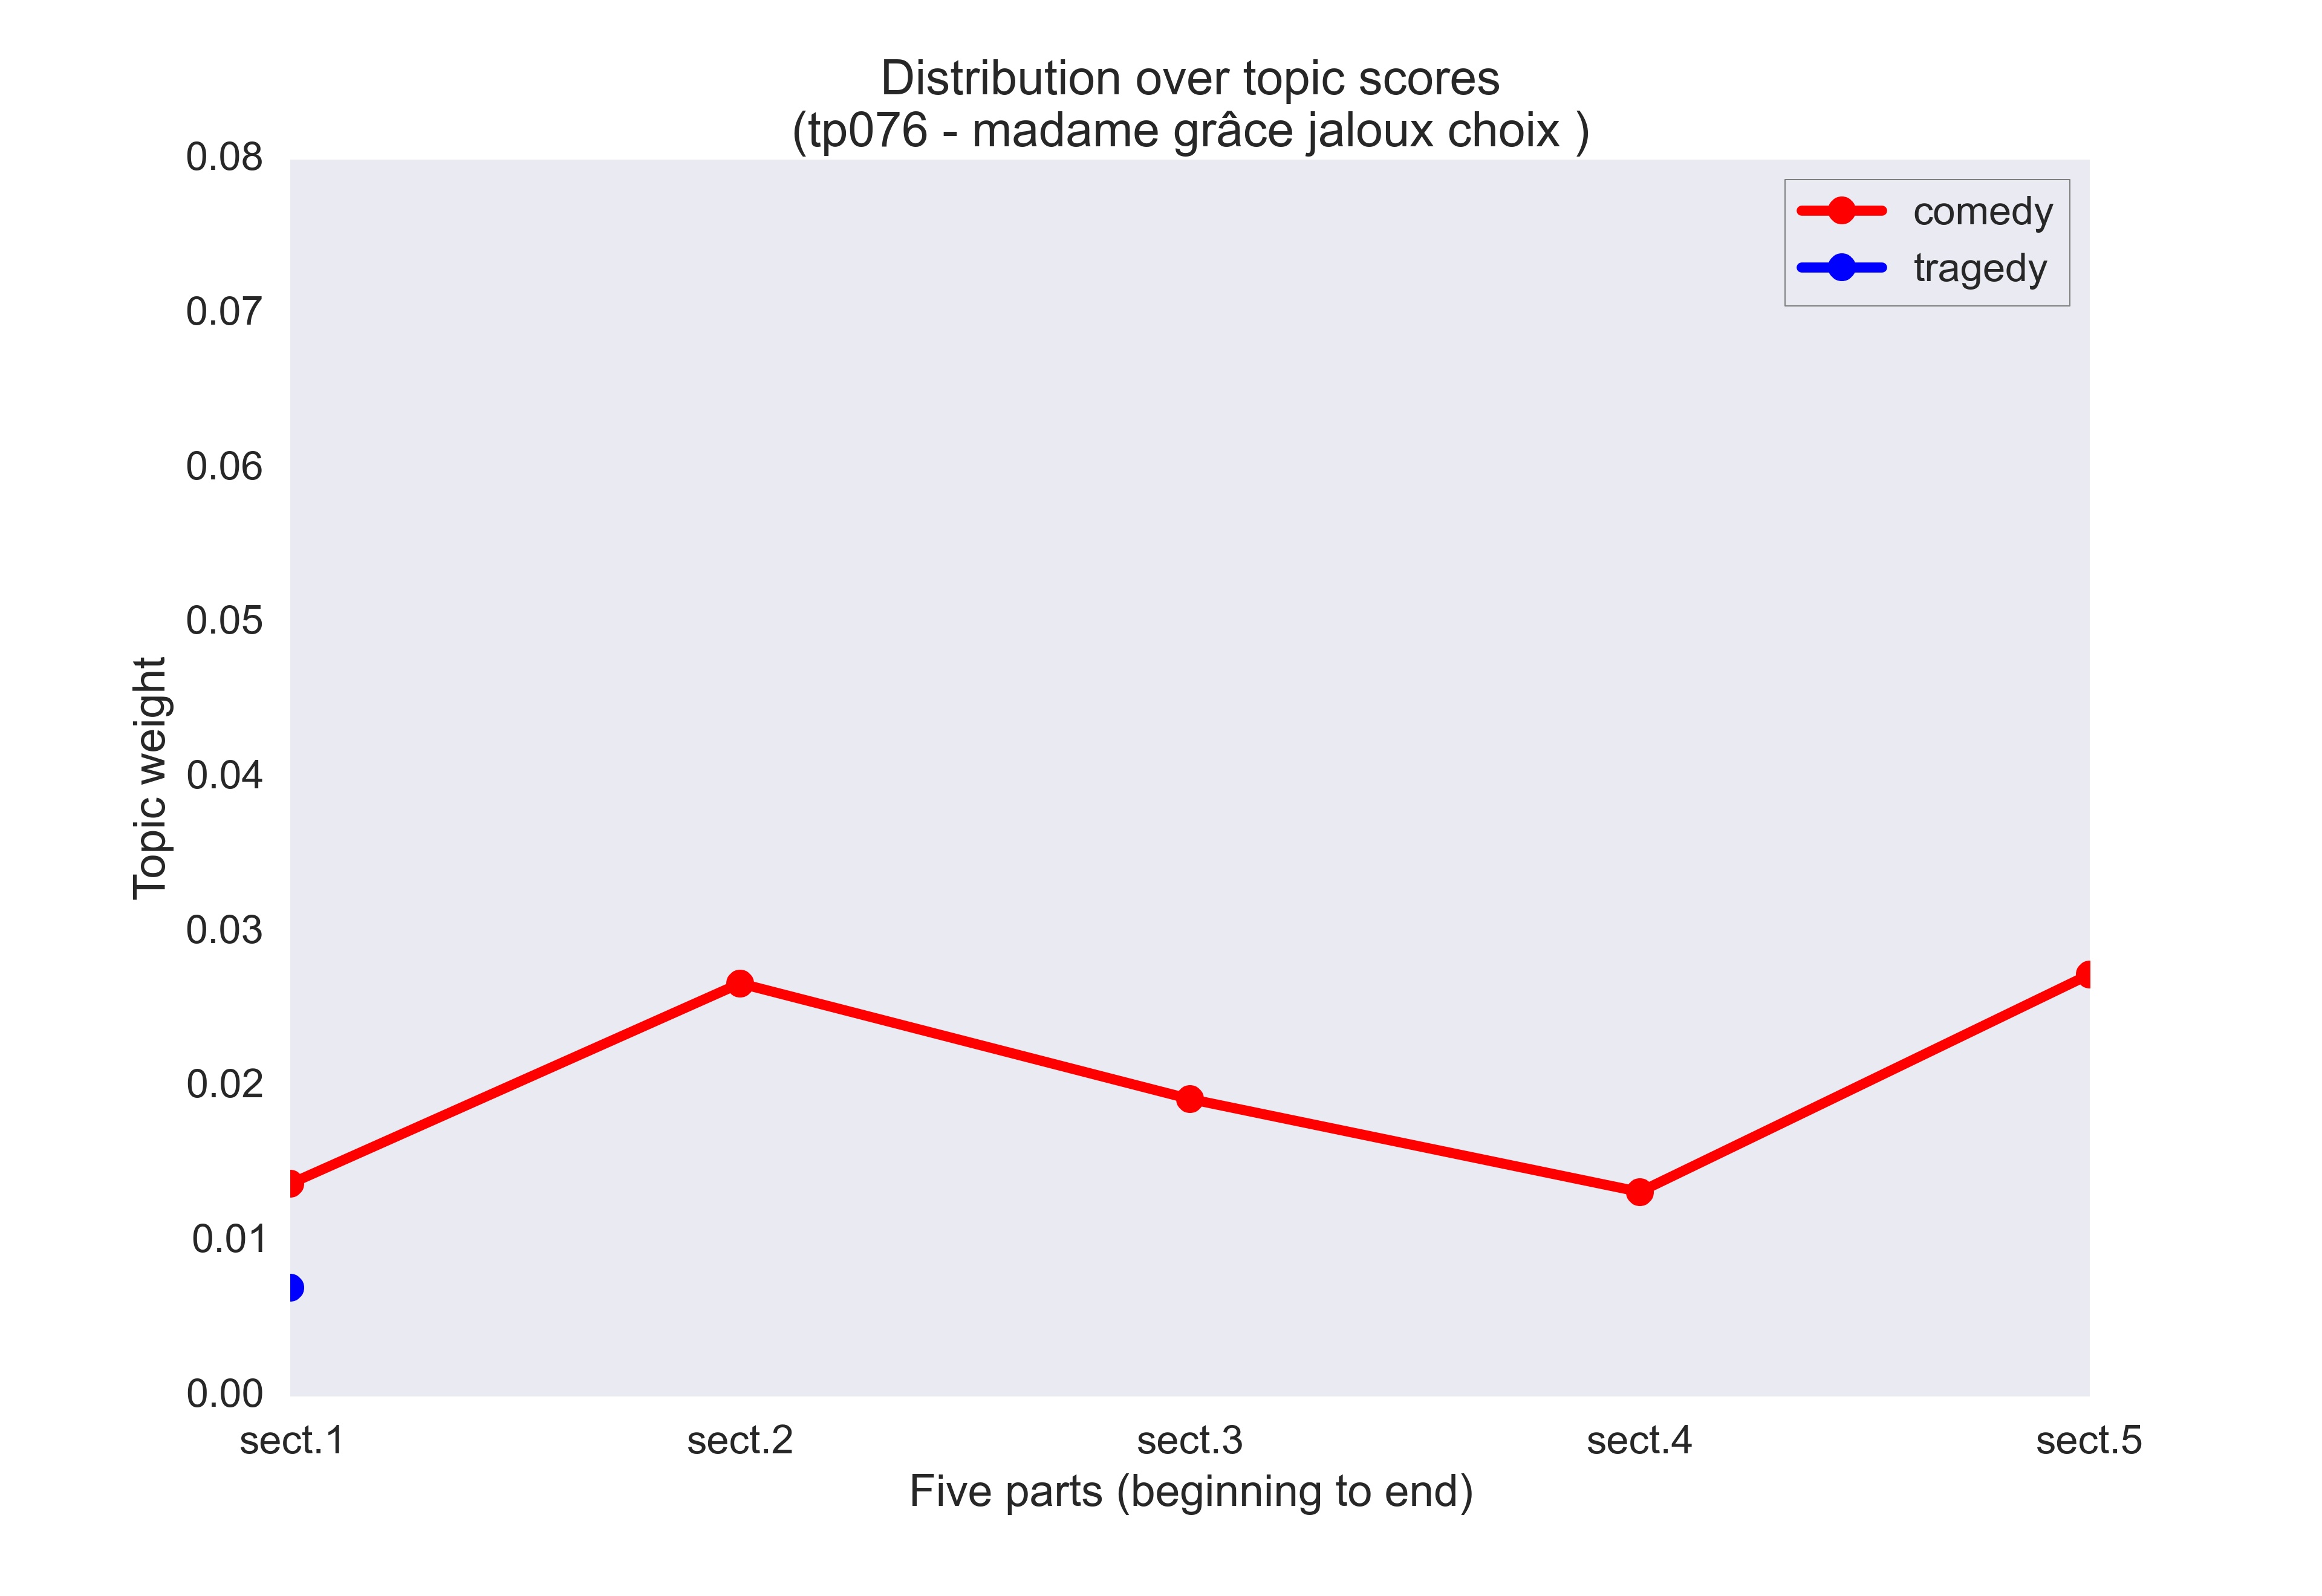 Distribution over topic scores
(tp076 - madame grâce jaloux choix )
0.08
0.07
0.06
0.05
0.04
0.03
0.02
0.01
0.00
Topic weight
comedy
tragedy
sect.1
sect.2
sect.3
sect.4
sect.5
Five parts (beginning to end)